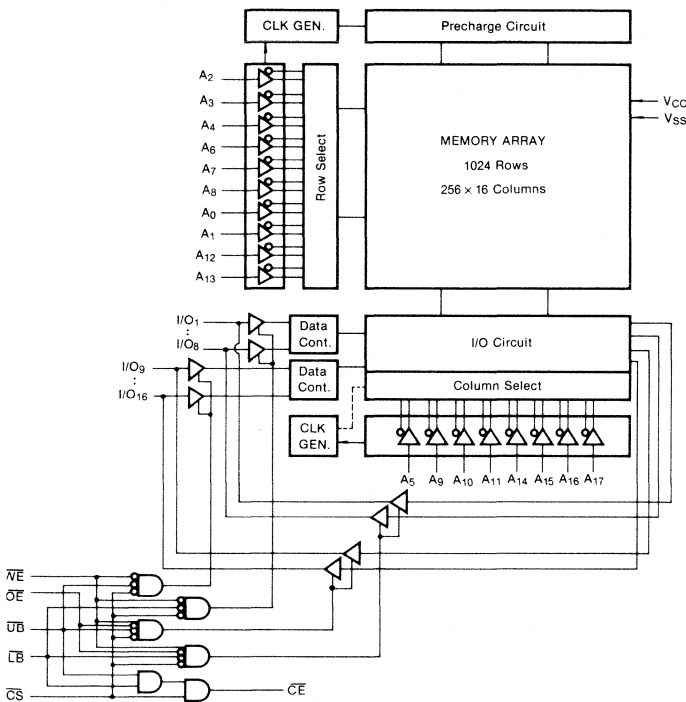 CLK GEN.
Precharge Circuit
A2
A3
A4
A6
A7
A8
A0
A1
A12
A13
Row Select
MEMORY ARRAY
1024 Rows
256 × 16 Columns
VCC
VSS
I/O1
I/O8
I/O9
I/O16
Data
Cont.
Data
Cont.
I/O Circuit
Column Select
CLK
GEN.
A5 A9 A10 A11 A14 A15 A16 A17
WE
OE
UB
LB
CS
CE